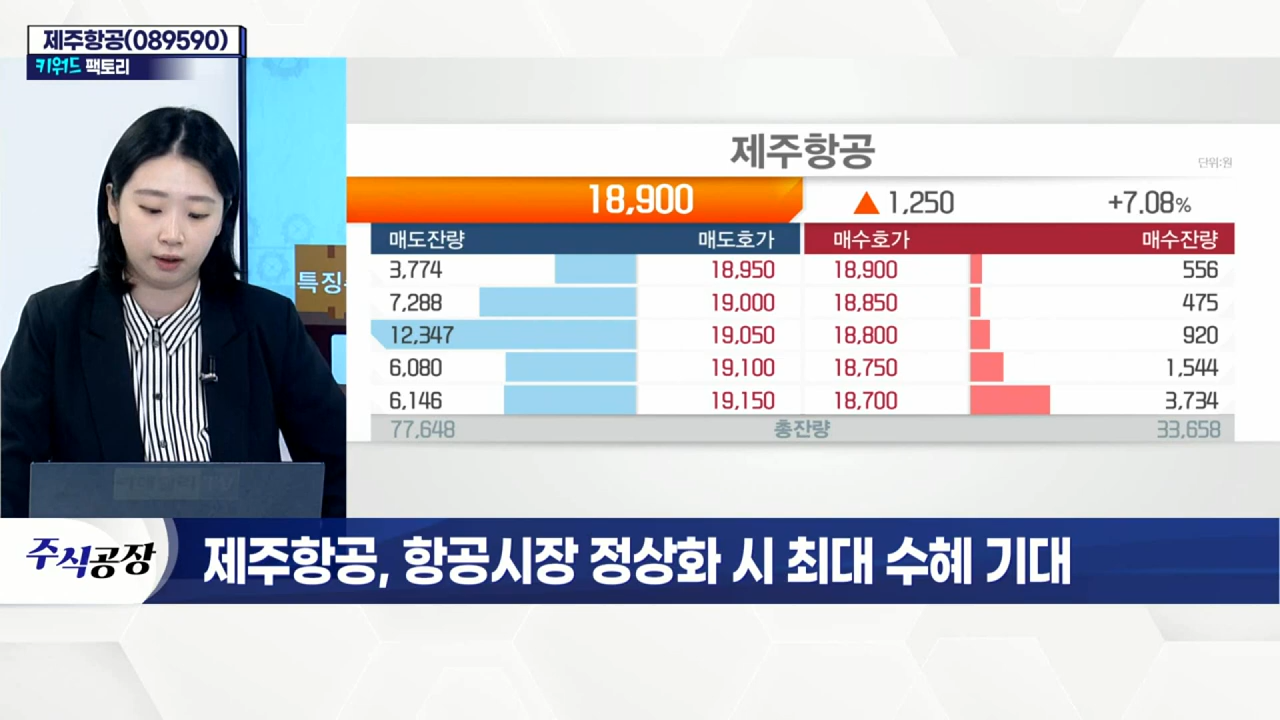 제주항공(089590)
키워드 팩토리
제주항공
단위:원
18,900 ▲ 1,250 +7.08%
매도잔량 매도호가 매수호가 매수잔량
3,774 18,950 18,900 556
7,288 19,000 18,850 475
12,347 19,050 18,800 920
6,080 19,100 18,750 1,544
6,146 19,150 18,700 3,734
77,648 총잔량 33,658
특징
주식공장
제주항공, 항공시장 정상화 시 최대 수혜 기대